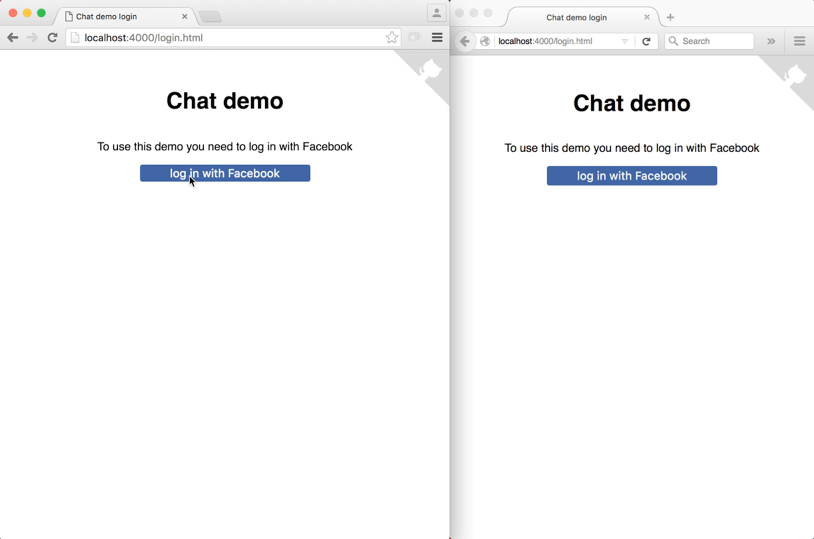 Chat demo login
localhost:4000/login.html
Chat demo
To use this demo you need to log in with Facebook
log in with Facebook
Chat demo login
localhost:4000/login.html
Search
Chat demo
To use this demo you need to log in with Facebook
log in with Facebook